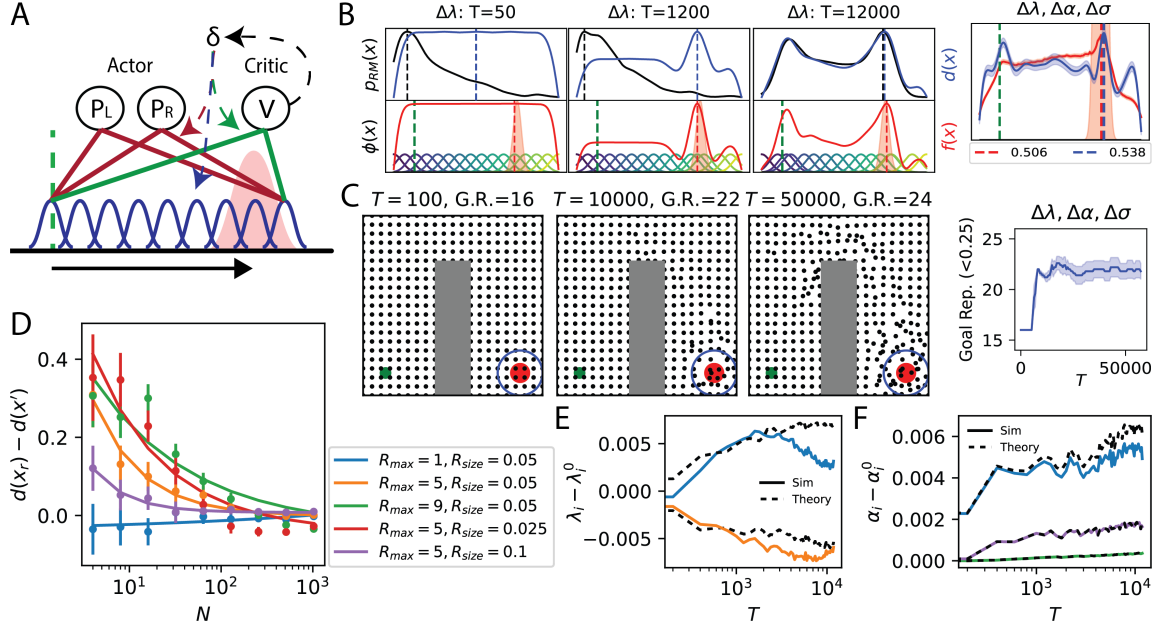 A
Actor
δ
Critic
P_L
P_R
V
B
Δλ: T=50
Δλ: T=1200
Δλ: T=12000
Δλ, Δα, Δσ
p_RM(x)
ϕ(x)
d(x)
f(x)
0.506
0.538
C
T = 100, G.R.=16
T = 10000, G.R.=22
T = 50000, G.R.=24
Δλ, Δα, Δσ
Goal Rep. (<0.25
22.5
20
15
0
50000
T
D
d(x_r) − d(x′)
0.4
0.2
0.0
10^1
10^2
10^3
N
R_max = 1, R_size = 0.05
R_max = 5, R_size = 0.05
R_max = 9, R_size = 0.05
R_max = 5, R_size = 0.025
R_max = 5, R_size = 0.1
E
λ_i − λ_i^0
0.005
0.000
−0.005
Sim
Theory
10^3
10^4
T
F
α_i − α_i^0
0.006
0.004
0.002
0.000
Sim
Theory
10^3
10^4
T